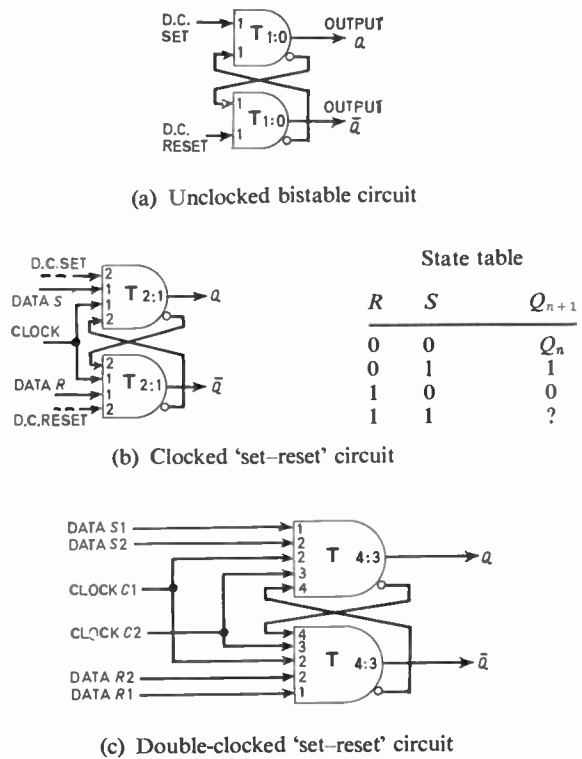 D.C. SET
1
1
T 1:0
OUTPUT
Q
1
1
T 1:0
OUTPUT
Q̄
D.C. RESET
(a) Unclocked bistable circuit
D.C.SET
DATA S
CLOCK
DATA R
D.C.RESET
2
1
1
2
T 2:1
Q
2
1
1
2
T 2:1
Q̄
(b) Clocked ‘set–reset’ circuit
State table
R S Qn+1
0 0 Qn
0 1 1
1 0 0
1 1 ?
DATA S1
DATA S2
CLOCK C1
CLOCK C2
DATA R2
DATA R1
1
2
2
3
4
T 4:3
Q
4
3
2
2
1
T 4:3
Q̄
(c) Double-clocked ‘set–reset’ circuit